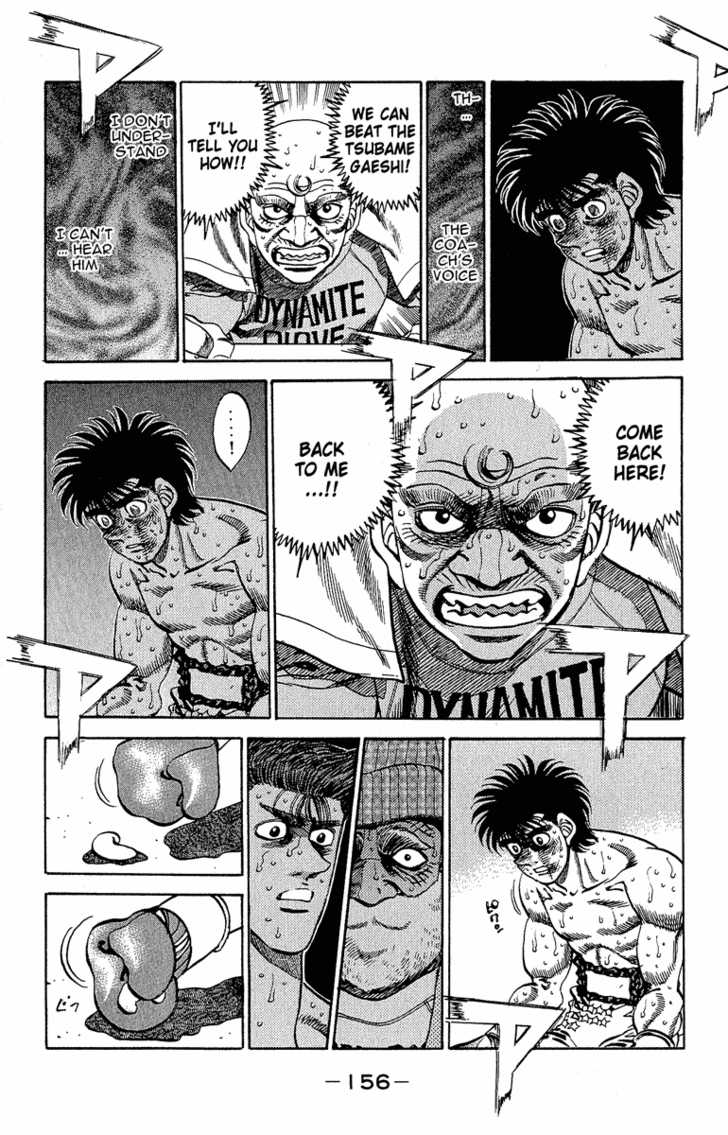 TH-
...
THE
COA-
CH'S
VOICE
WE CAN
BEAT THE
TSUBAME
GAESHI!
I'LL
TELL YOU
HOW!!
DYNAMITE
I DON'T
UNDER-
STAND
I CAN'T
... HEAR
HIM
COME
BACK
HERE!
BACK
TO ME
...!!
DYNAMITE
...!
-156-